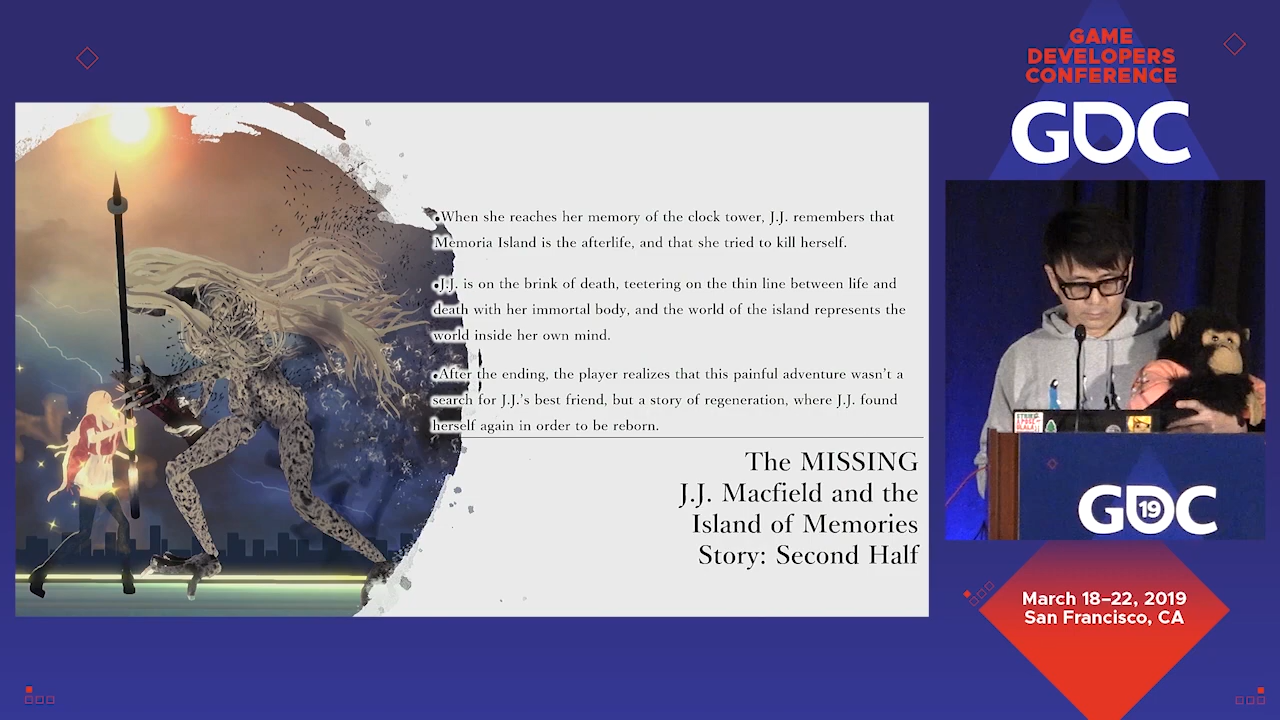 GAME
DEVELOPERS
CONFERENCE
GDC
•When she reaches her memory of the clock tower, J.J. remembers that
Memoria Island is the afterlife, and that she tried to kill herself.
•J.J. is on the brink of death, teetering on the thin line between life and
death with her immortal body, and the world of the island represents the
world inside her own mind.
•After the ending, the player realizes that this painful adventure wasn't a
search for J.J.'s best friend, but a story of regeneration, where J.J. found
herself again in order to be reborn.
The MISSING
J.J. Macfield and the
Island of Memories
Story: Second Half
GDC
19
March 18–22, 2019
San Francisco, CA